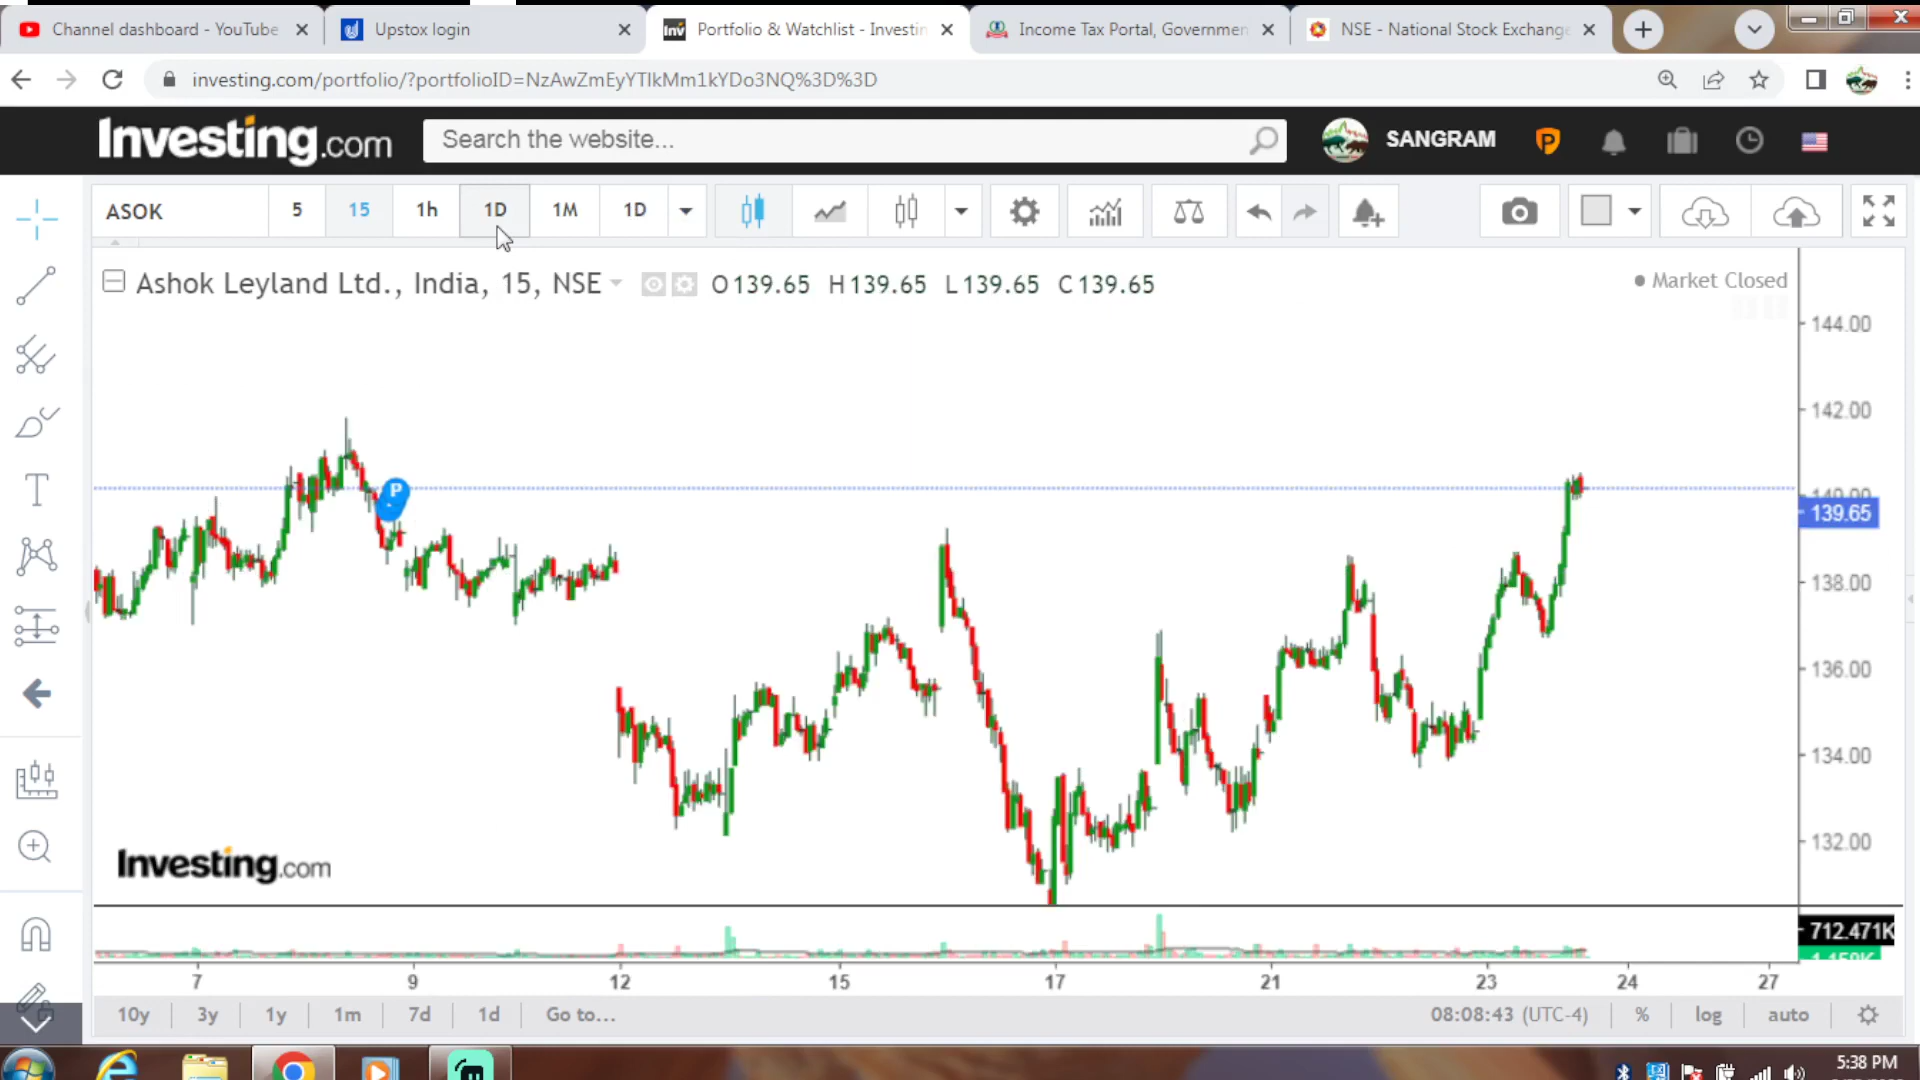 Channel dashboard - YouTube
Upstox login
Portfolio & Watchlist - Investin
Income Tax Portal, Governmen
NSE - National Stock Exchange
investing.com/portfolio/?portfolioID=NzAwZmEyYTIkMm1kYDo3NQ%3D%3D
Investing.com
Search the website...
SANGRAM
ASOK
5
15
1h
1D
1M
1D
Ashok Leyland Ltd., India, 15, NSE
O139.65 H139.65 L139.65 C139.65
Market Closed
144.00
142.00
P
140.00
139.65
138.00
136.00
134.00
132.00
Investing.com
712.471K
7 9 12 15 17 21 23 24 27
10y 3y 1y 1m 7d 1d Go to...
08:08:43 (UTC-4) % log auto
5:38 PM